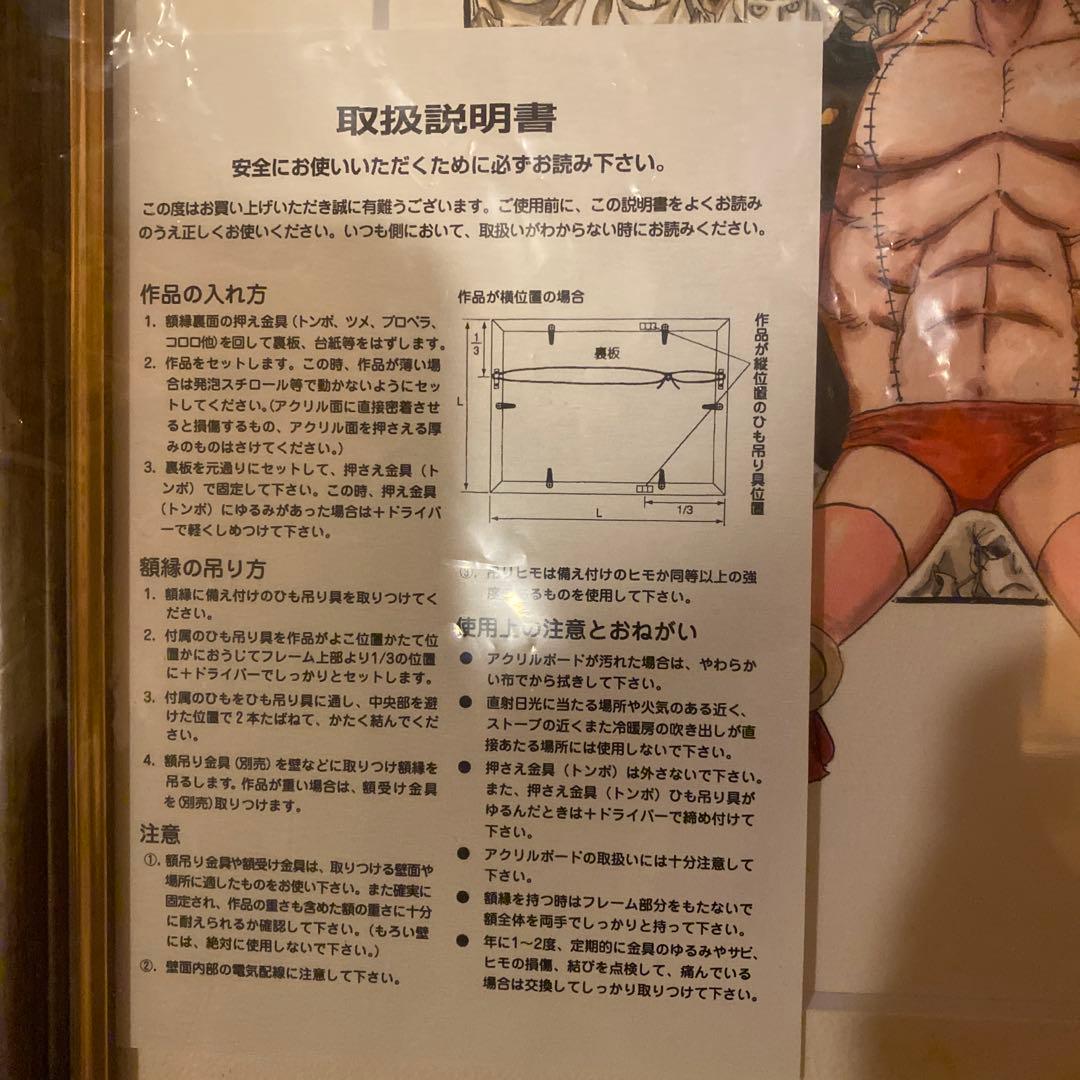 取扱説明書
安全にお使いいただくために必ずお読み下さい。
この度はお買い上げいただき誠に有難うございます。ご使用前に、この説明書をよくお読み
のうえ正しくお使いください。いつも側において、取扱いがわからない時にお読みください。
作品の入れ方
1. 額縁裏面の押え金具(トンボ、ツメ、プロペラ、
コロロ他)を回して裏板、台紙等をはずします。
2. 作品をセットします。この時、作品が薄い場
合は発泡スチロール等で動かないようにセッ
トしてください。(アクリル面に直接密着させ
ると損傷するもの、アクリル面を押さえる厚
みのものはさけてください。)
3. 裏板を元通りにセットして、押さえ金具(ト
ンボ)で固定して下さい。この時、押え金具
(トンボ)にゆるみがあった場合は+ドライバ
ーで軽くしめつけて下さい。
額縁の吊り方
1. 額縁に備え付けのひも吊り具を取りつけてく
ださい。
2. 付属のひも吊り具を作品がよこ位置かたて位
置かにおうじてフレーム上部より1/3の位置
に+ドライバーでしっかりとセットします。
3. 付属のひもをひも吊り具に通し、中央部を避
けた位置で2本たばねて、かたく結んでくだ
さい。
4. 額吊り金具(別売)を壁などに取りつけ額縁を
吊るします。作品が重い場合は、額受け金具
を(別売)取りつけます。
注意
①. 額吊り金具や額受け金具は、取りつける壁面や
場所に適したものをお使い下さい。また確実に
固定され、作品の重さも含めた額の重さに十分
に耐えられるか確認して下さい。(もろい壁
には、絶対に使用しないで下さい。)
②. 壁面内部の電気配線に注意して下さい。
作品が横位置の場合
1/3
裏板
L
L
1/3
作品が縦位置のひも吊り具位置
③. 吊りヒモは備え付けのヒモか同等以上の強
度のあるものを使用して下さい。
使用上の注意とおねがい
● アクリルボードが汚れた場合は、やわらか
い布でから拭きして下さい。
● 直射日光に当たる場所や火気のある近く、
ストーブの近くまた冷暖房の吹き出しが直
接あたる場所には使用しないで下さい。
● 押さえ金具(トンボ)は外さないで下さい。
また、押さえ金具(トンボ)ひも吊り具が
ゆるんだときは+ドライバーで締め付けて
下さい。
● アクリルボードの取扱いには十分注意して
下さい。
● 額縁を持つ時はフレーム部分をもたないで
額全体を両手でしっかりと持って下さい。
● 年に1〜2度、定期的に金具のゆるみやサビ、
ヒモの損傷、結びを点検して、痛んでいる
場合は交換してしっかり取りつけて下さい。